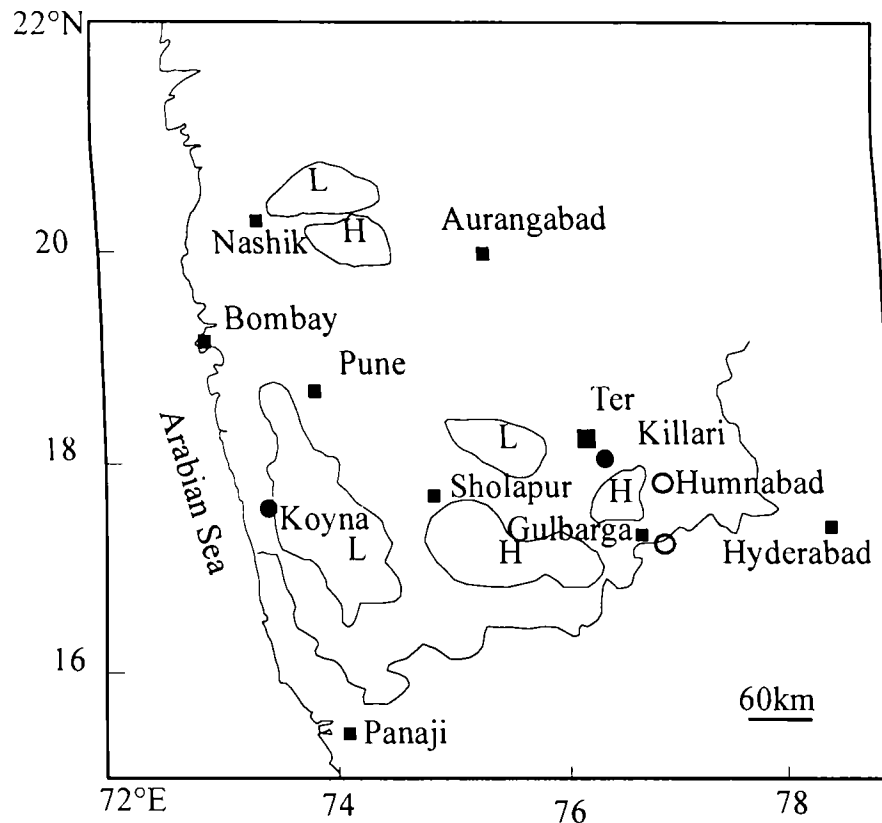 22°N
L
Nashik
H
Aurangabad
20
Bombay
Pune
Ter
Killari
L
18
Arabian Sea
Sholapur
H
Humnabad
Koyna
Gulbarga
L
H
Hyderabad
16
60km
Panaji
72°E
74
76
78